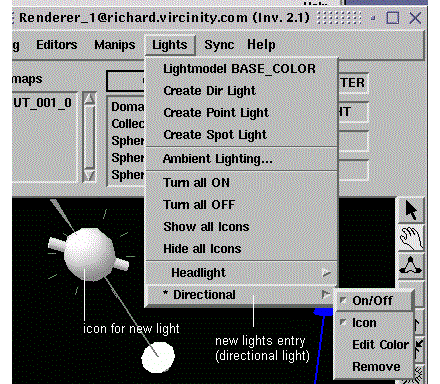 Renderer_1@richard.vircinity.com (Inv. 2.1)
g Editors Manips Lights Sync Help
maps
UT_001_0
Doma
Collec
Spher
Spher
Spher
TER
HT
Lightmodel BASE_COLOR
Create Dir Light
Create Point Light
Create Spot Light
Ambient Lighting...
Turn all ON
Turn all OFF
Show all Icons
Hide all Icons
Headlight
* Directional
On/Off
Icon
Edit Color
Remove
icon for new light
new lights entry
(directional light)